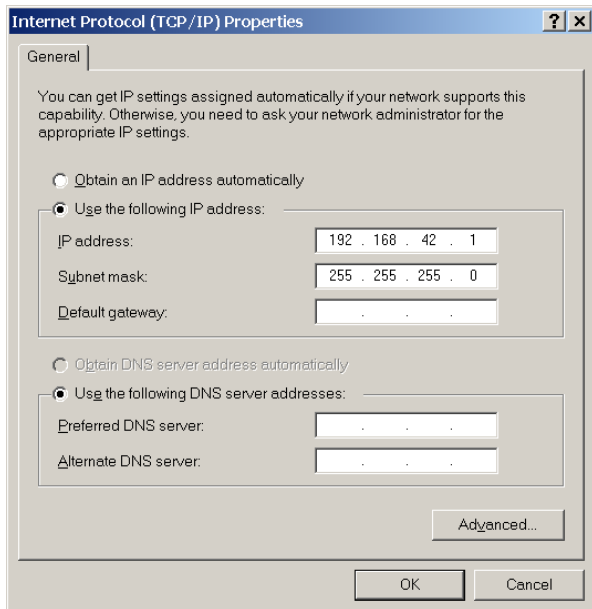 Internet Protocol (TCP/IP) Properties
General
You can get IP settings assigned automatically if your network supports this
capability. Otherwise, you need to ask your network administrator for the
appropriate IP settings.
Obtain an IP address automatically
Use the following IP address:
IP address: 192 . 168 . 42 . 1
Subnet mask: 255 . 255 . 255 . 0
Default gateway: . . .
Obtain DNS server address automatically
Use the following DNS server addresses:
Preferred DNS server: . . .
Alternate DNS server: . . .
Advanced...
OK Cancel